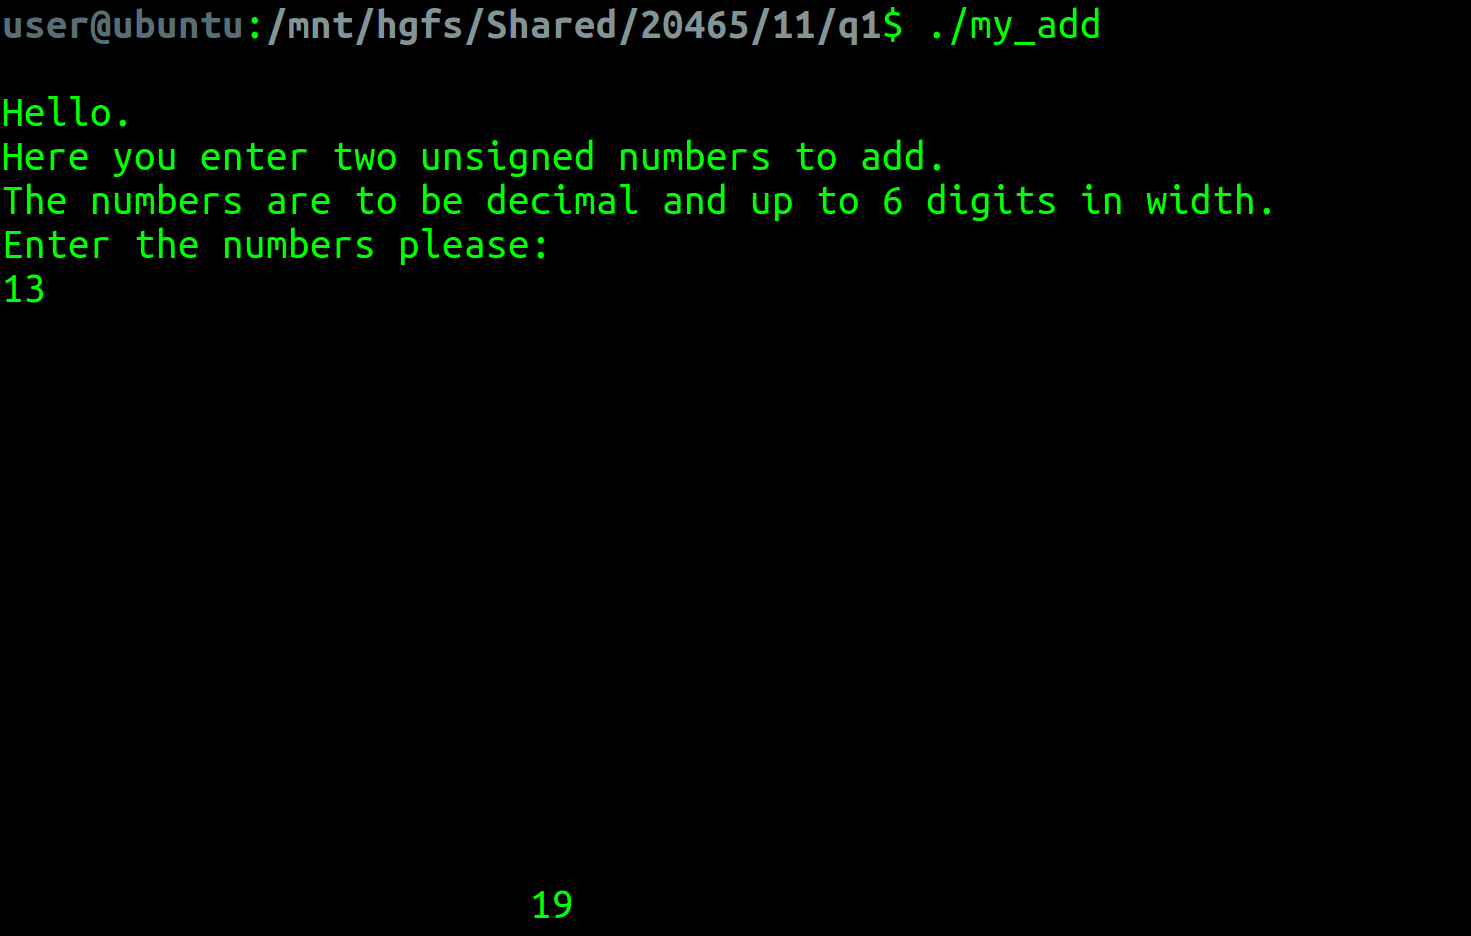 user@ubuntu:/mnt/hgfs/Shared/20465/11/q1$ ./my_add
Hello.
Here you enter two unsigned numbers to add.
The numbers are to be decimal and up to 6 digits in width.
Enter the numbers please:
13
19